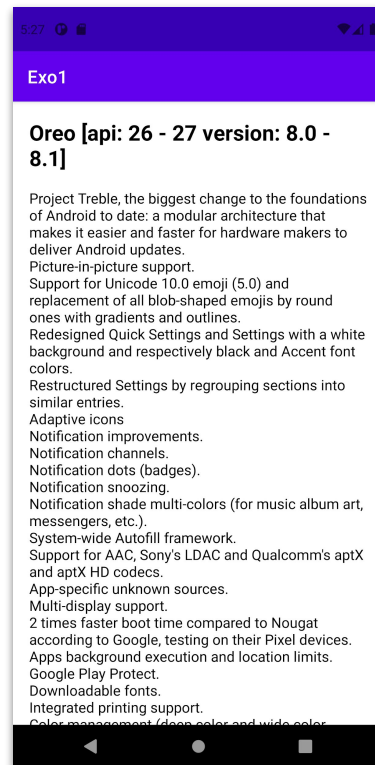 5:27
Exo1
Oreo [api: 26 - 27 version: 8.0 -
8.1]
Project Treble, the biggest change to the foundations
of Android to date: a modular architecture that
makes it easier and faster for hardware makers to
deliver Android updates.
Picture-in-picture support.
Support for Unicode 10.0 emoji (5.0) and
replacement of all blob-shaped emojis by round
ones with gradients and outlines.
Redesigned Quick Settings and Settings with a white
background and respectively black and Accent font
colors.
Restructured Settings by regrouping sections into
similar entries.
Adaptive icons
Notification improvements.
Notification channels.
Notification dots (badges).
Notification snoozing.
Notification shade multi-colors (for music album art,
messengers, etc.).
System-wide Autofill framework.
Support for AAC, Sony's LDAC and Qualcomm's aptX
and aptX HD codecs.
App-specific unknown sources.
Multi-display support.
2 times faster boot time compared to Nougat
according to Google, testing on their Pixel devices.
Apps background execution and location limits.
Google Play Protect.
Downloadable fonts.
Integrated printing support.
Color management (deep color and wide color